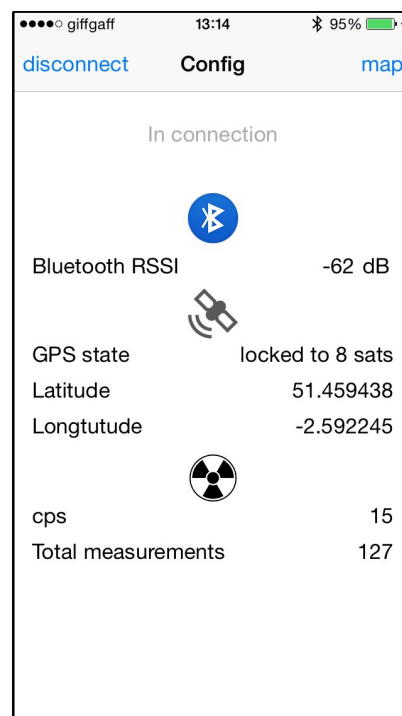 giffgaff 13:14 95%
disconnect Config map
In connection
Bluetooth RSSI -62 dB
GPS state locked to 8 sats
Latitude 51.459438
Longtutude -2.592245
cps 15
Total measurements 127